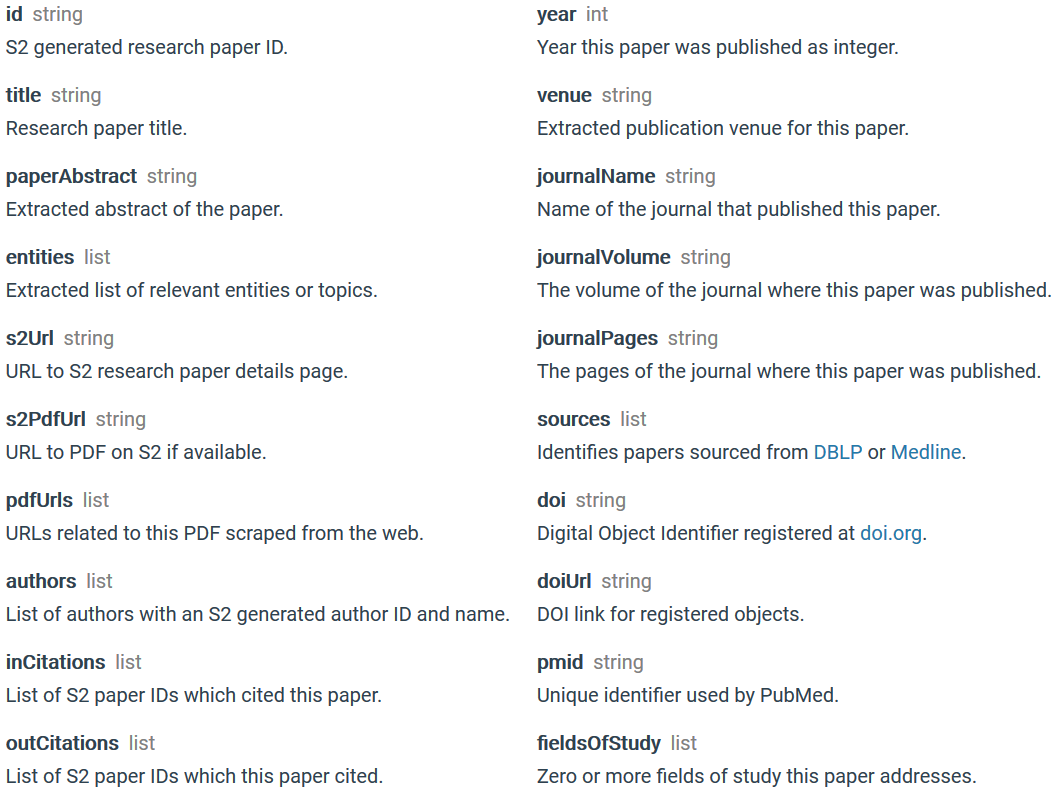 id string
S2 generated research paper ID.
title string
Research paper title.
paperAbstract string
Extracted abstract of the paper.
entities list
Extracted list of relevant entities or topics.
s2Url string
URL to S2 research paper details page.
s2PdfUrl string
URL to PDF on S2 if available.
pdfUrls list
URLs related to this PDF scraped from the web.
authors list
List of authors with an S2 generated author ID and name.
inCitations list
List of S2 paper IDs which cited this paper.
outCitations list
List of S2 paper IDs which this paper cited.
year int
Year this paper was published as integer.
venue string
Extracted publication venue for this paper.
journalName string
Name of the journal that published this paper.
journalVolume string
The volume of the journal where this paper was published.
journalPages string
The pages of the journal where this paper was published.
sources list
Identifies papers sourced from DBLP or Medline.
doi string
Digital Object Identifier registered at doi.org.
doiUrl string
DOI link for registered objects.
pmid string
Unique identifier used by PubMed.
fieldsOfStudy list
Zero or more fields of study this paper addresses.